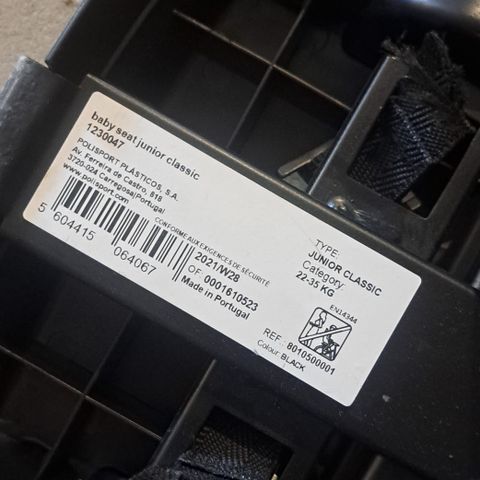 baby seat junior classic
1230047
POLISPORT PLÁSTICOS, S.A.
Av. Ferreira de Castro, 818
3720-024 Carregosa|Portugal
www.polisport.com
5 604415 064067
CONFORME AUX EXIGENCES DE SÉCURITÉ
2021/W28
OF: 0001610523
Made in Portugal
TYPE:
JUNIOR CLASSIC
Category:
22-35 KG
EN14344
REF.: 8010500001
Colour: BLACK